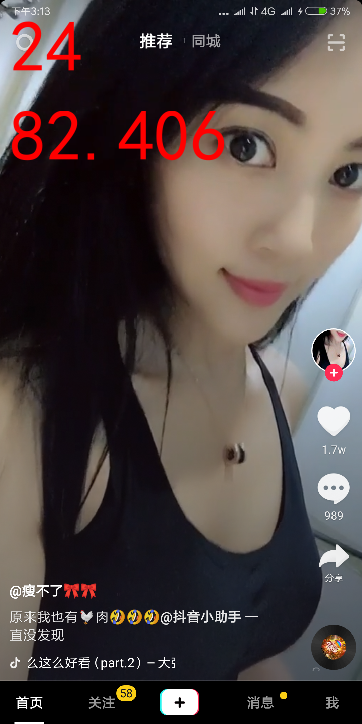 下午3:13
4G
37%
24
推荐
同城
82.406
1.7w
989
分享
@瘦不了🎀🎀
原来我也有🐓肉🤣🤣🤣@抖音小助手 一
直没发现
么这么好看 (part.2) – 大
首页
关注
58
消息
我